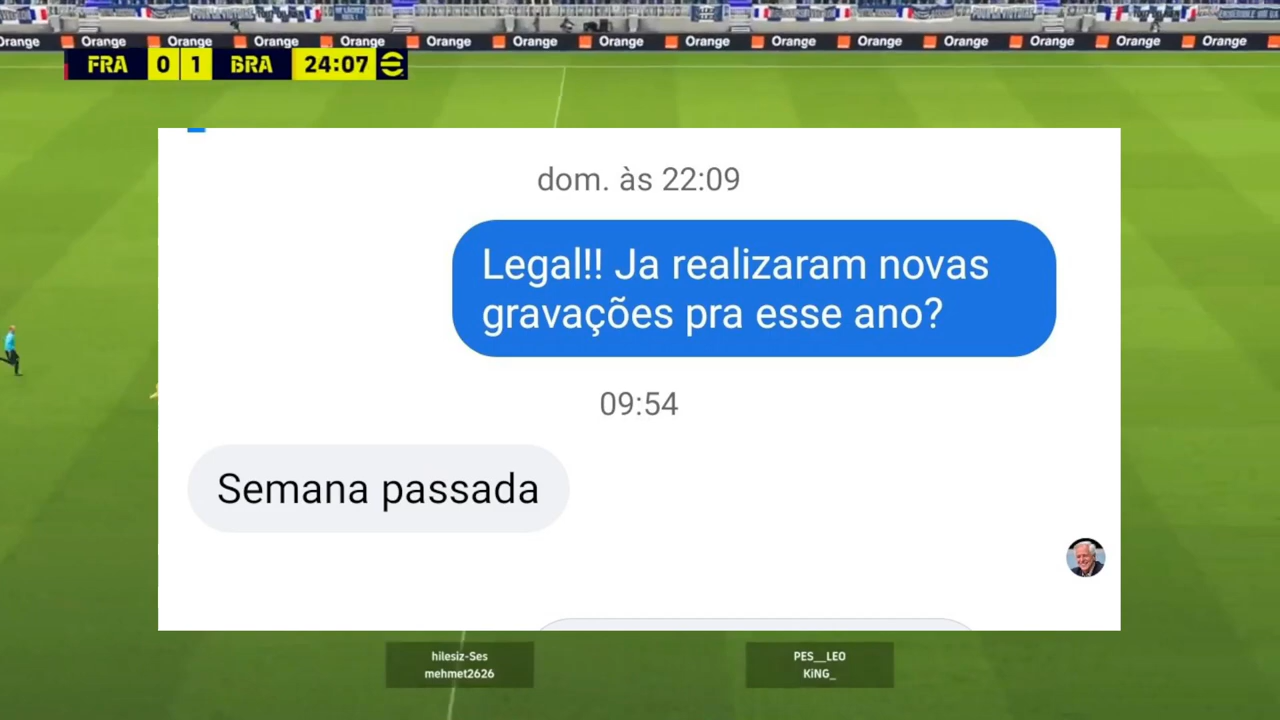 Orange Orange Orange Orange Orange Orange Orange Orange Orange Orange Orange Orange Orange Orange Orange
FRA 0 1 BRA 24:07
dom. às 22:09
Legal!! Ja realizaram novas
gravações pra esse ano?
09:54
Semana passada
hilesiz-Ses
mehmet2626
PES__LEO
KiNG_